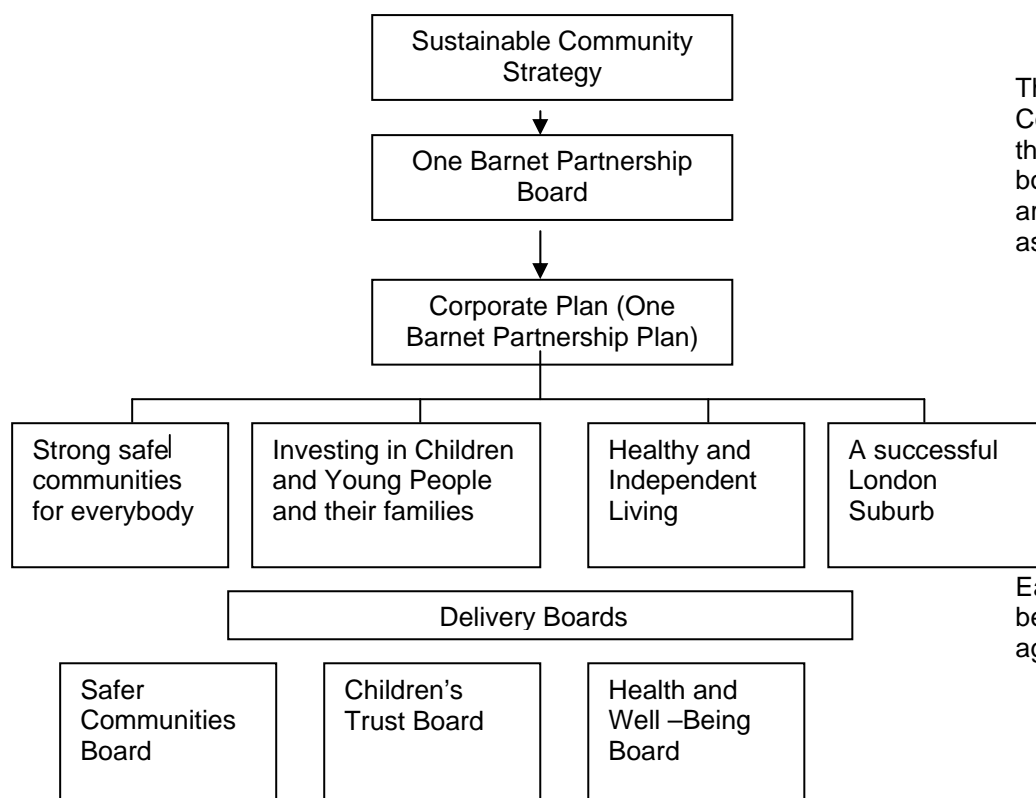 Sustainable Community
Strategy
One Barnet Partnership
Board
Corporate Plan (One
Barnet Partnership Plan)
Strong safe
communities
for everybody
Investing in Children
and Young People
and their families
Healthy and
Independent
Living
A successful
London
Suburb
Delivery Boards
Safer
Communities
Board
Children's
Trust Board
Health and
Well –Being
Board